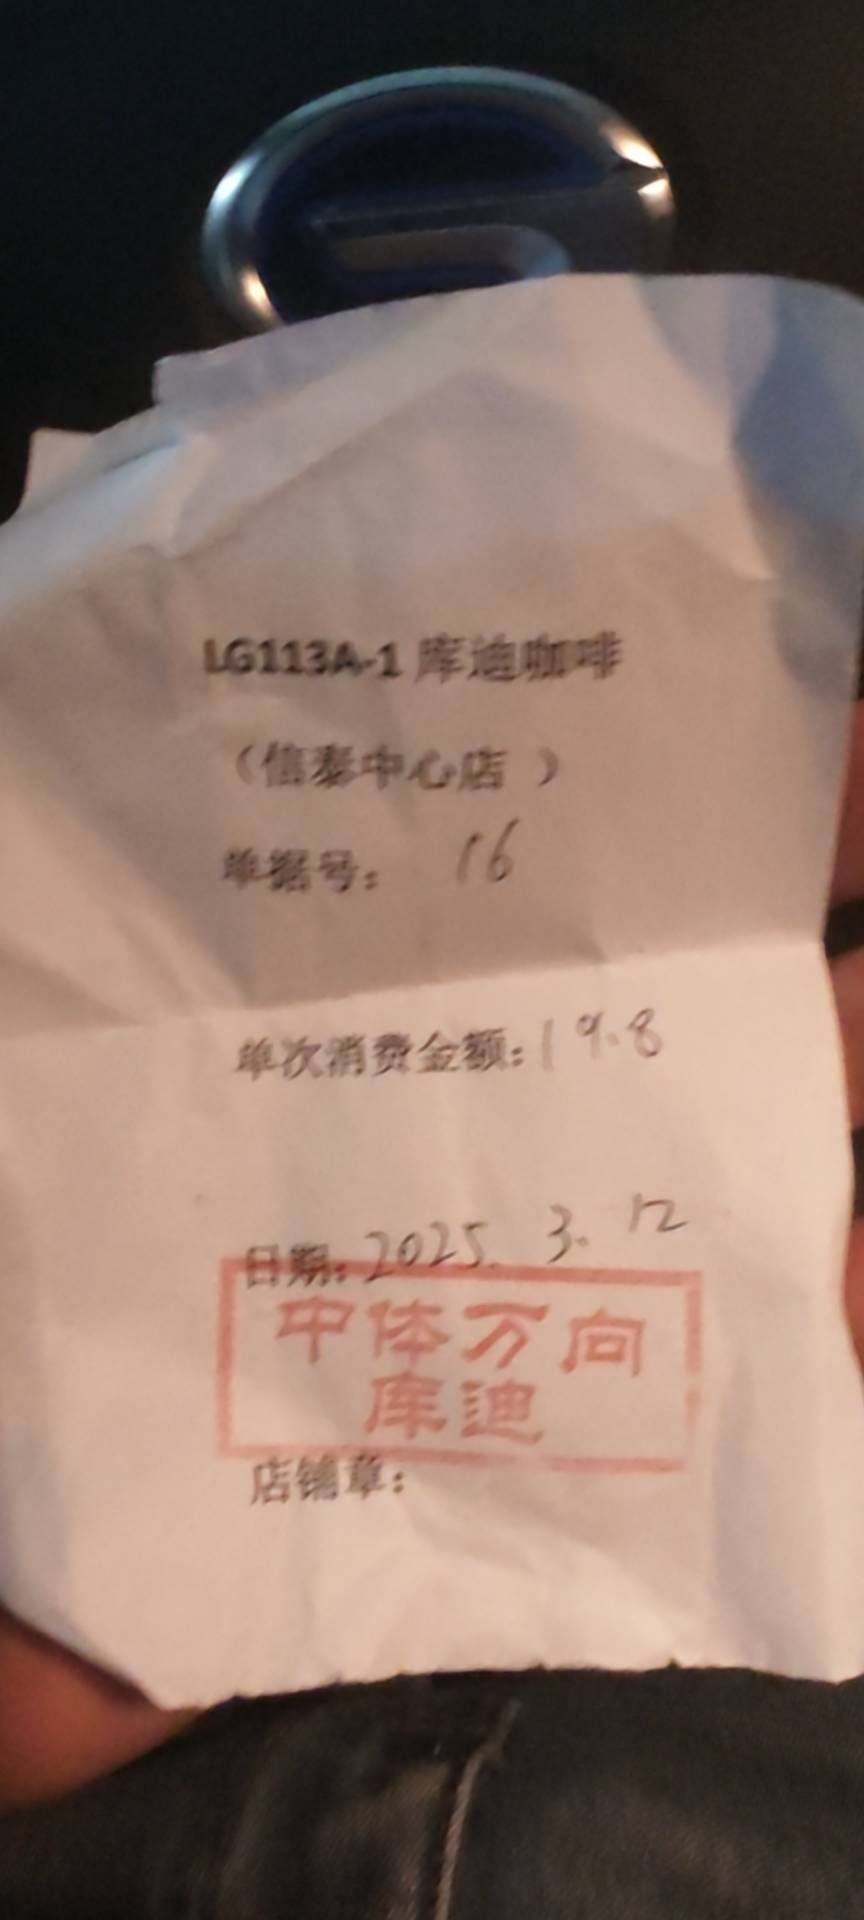 LG113A-1 库迪咖啡
（信泰中心店 ）
单据号： 16
单次消费金额：19.8
日期：2025. 3. 12
中体万向
库迪
店铺章：